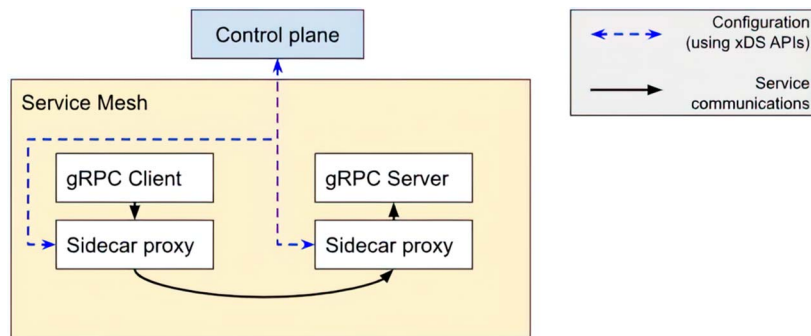 Control plane
Configuration
(using xDS APIs)
Service
communications
Service Mesh
gRPC Client
gRPC Server
Sidecar proxy
Sidecar proxy